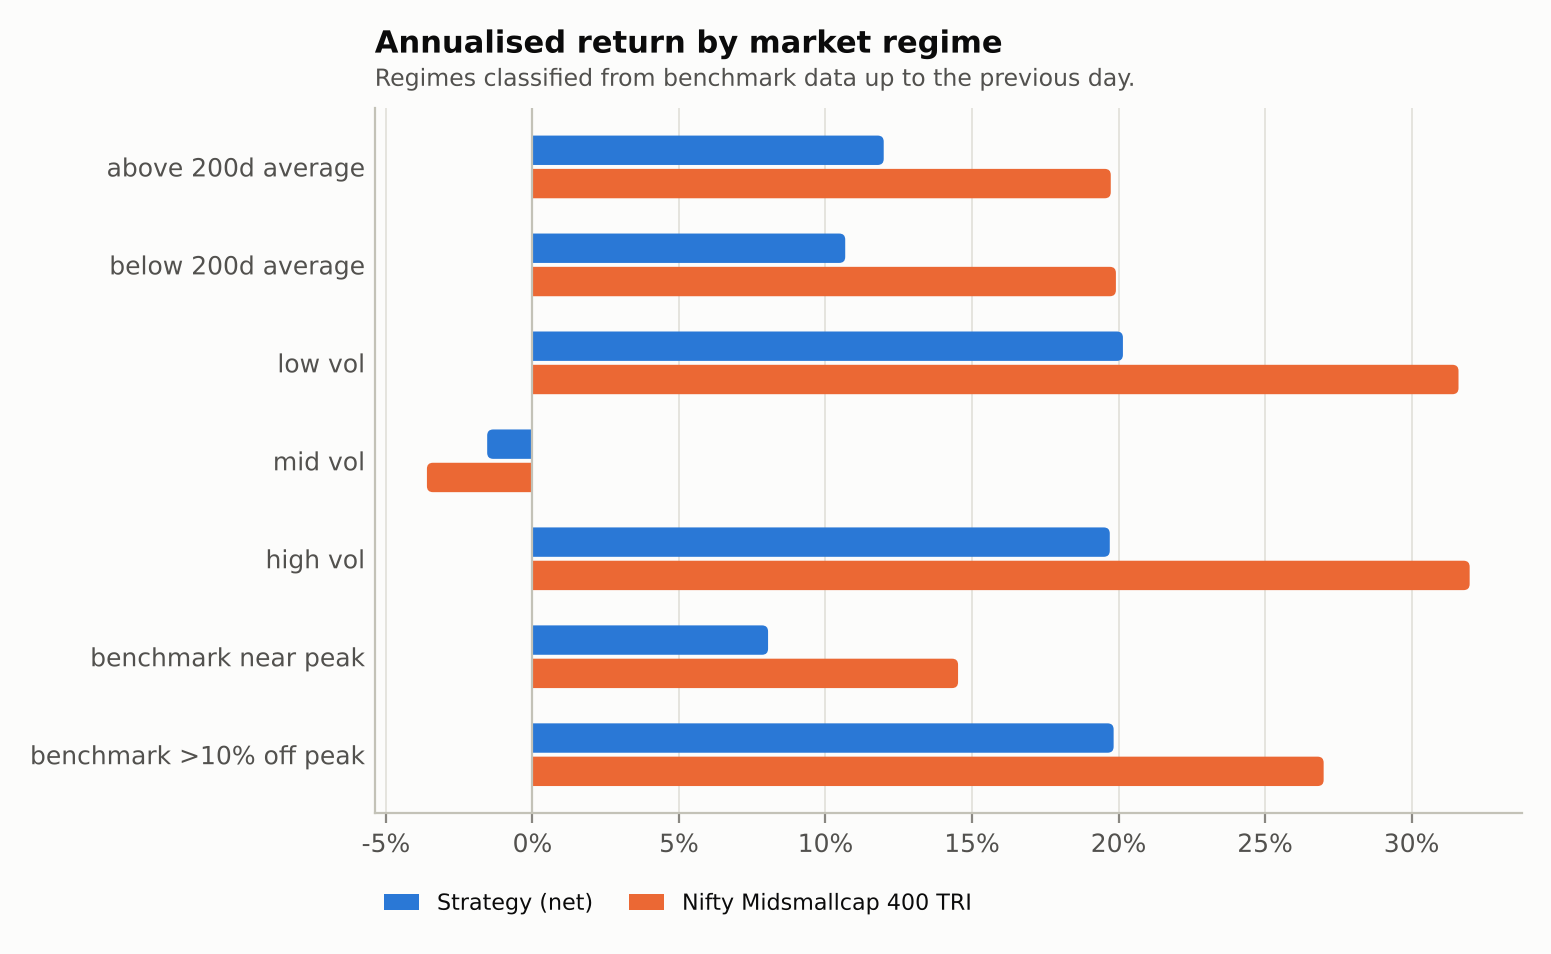 Annualised return by market regime
Regimes classified from benchmark data up to the previous day.
above 200d average
below 200d average
low vol
mid vol
high vol
benchmark near peak
benchmark >10% off peak
-5% 0% 5% 10% 15% 20% 25% 30%
Strategy (net) Nifty Midsmallcap 400 TRI